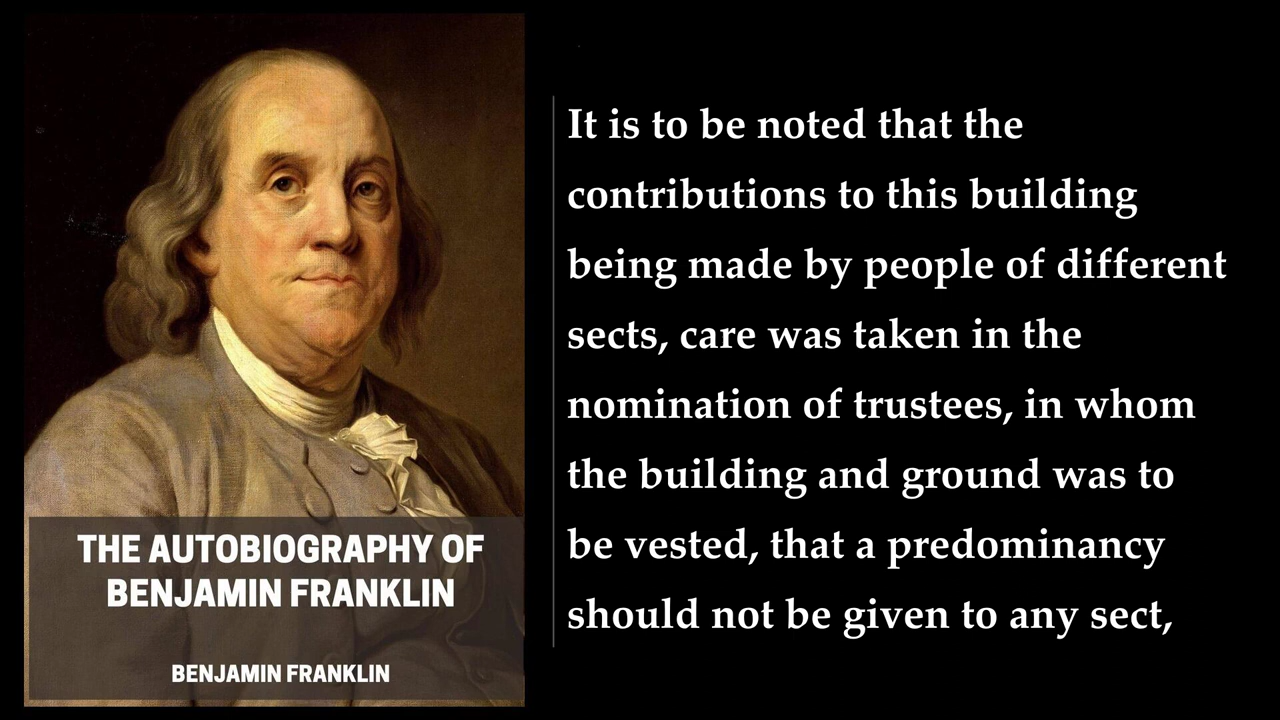 THE AUTOBIOGRAPHY OF
BENJAMIN FRANKLIN
BENJAMIN FRANKLIN
It is to be noted that the
contributions to this building
being made by people of different
sects, care was taken in the
nomination of trustees, in whom
the building and ground was to
be vested, that a predominancy
should not be given to any sect,